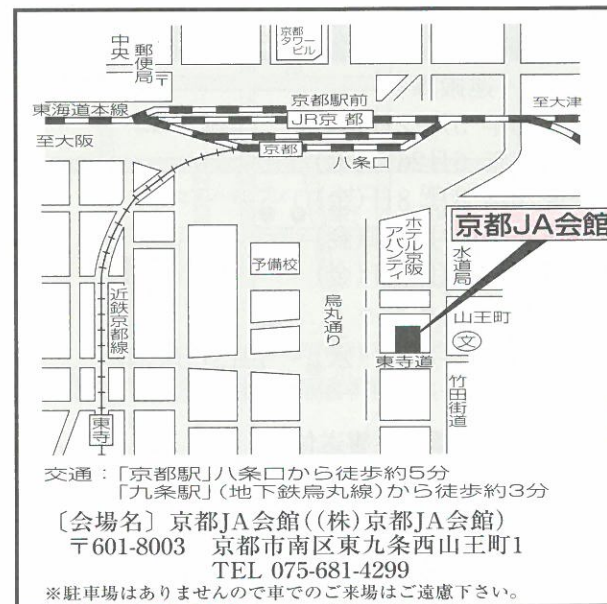 京都
タワー
ビル
中央
郵便局
〒
京都駅前
東海道本線
JR京都
至大津
至大阪
京都
八条口
京都JA会館
ホテル京阪
アバンティ
水道局
予備校
烏丸通り
近鉄京都線
山王町
文
東寺道
竹田街道
東寺
交通：「京都駅」八条口から徒歩約5分
「九条駅」（地下鉄烏丸線）から徒歩約3分
〔会場名〕京都JA会館（（株）京都JA会館）
〒601-8003　京都市南区東九条西山王町1
TEL 075-681-4299
※駐車場はありませんので車でのご来場はご遠慮下さい。